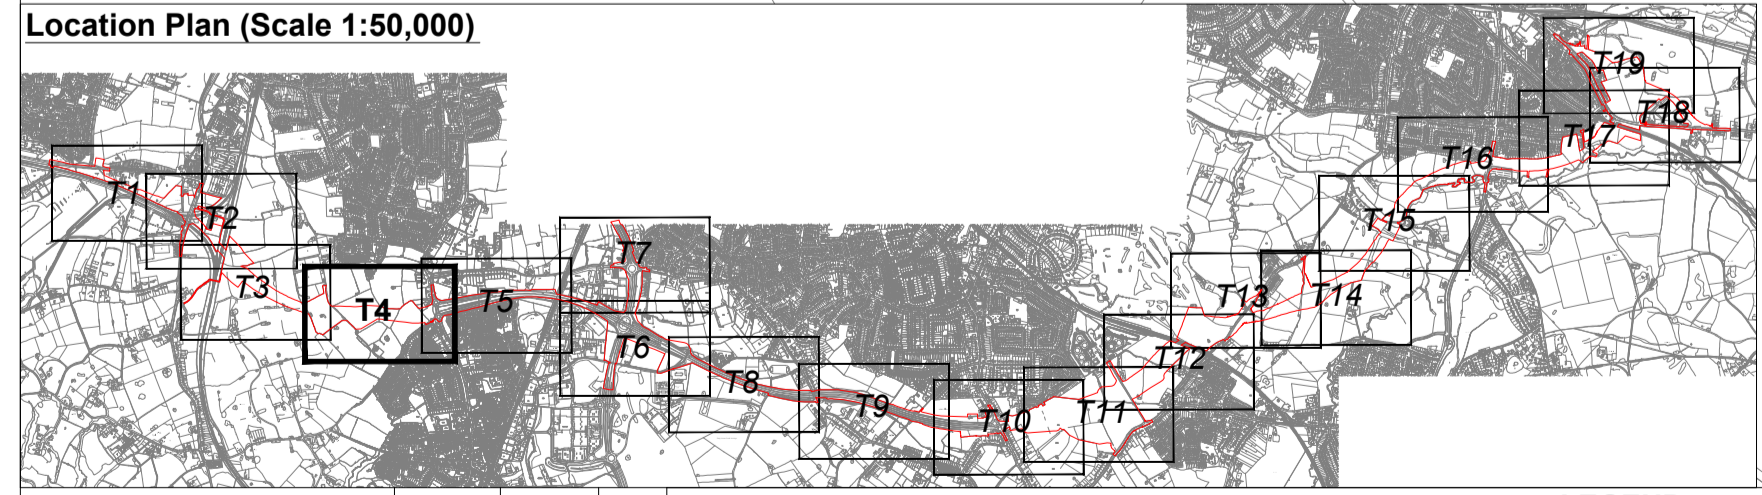 Location Plan (Scale 1:50,000)
T1
T2
T3
T4
T5
T7
T6
T8
T9
T10
T11
T12
T13
T14
T15
T16
T17
T18
T19